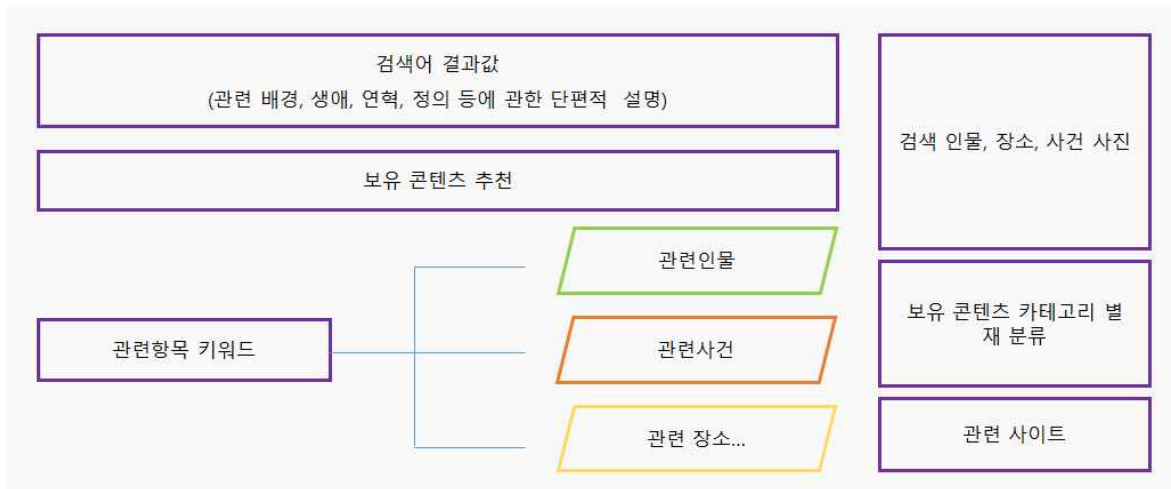 검색어 결과값
(관련 배경, 생애, 연혁, 정의 등에 관한 단편적 설명)
보유 콘텐츠 추천
관련항목 키워드
관련인물
관련사건
관련 장소...
검색 인물, 장소, 사건 사진
보유 콘텐츠 카테고리 별
재 분류
관련 사이트